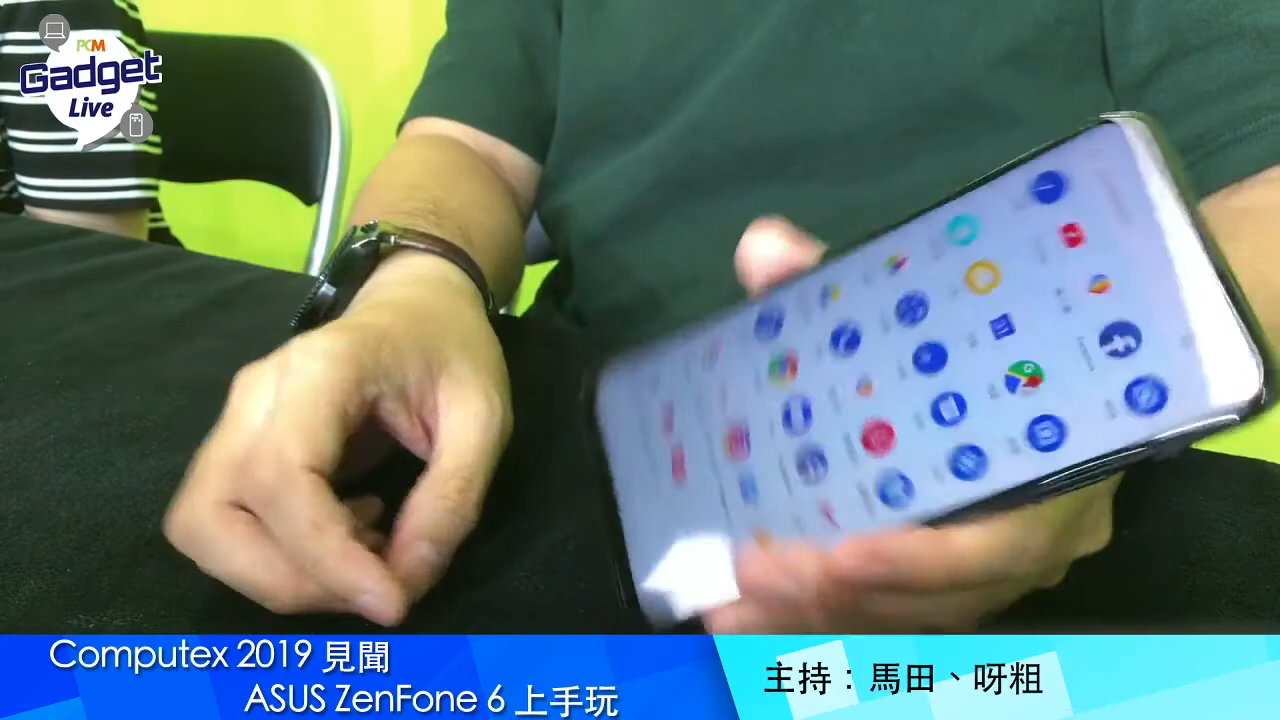 PCM
Gadget
Live
Computex 2019 見聞
ASUS ZenFone 6 上手玩
主持：馬田、呀粗